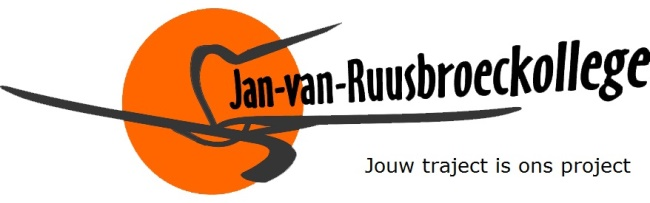 Jan-van-Ruusbroeckollege
Jouw traject is ons project